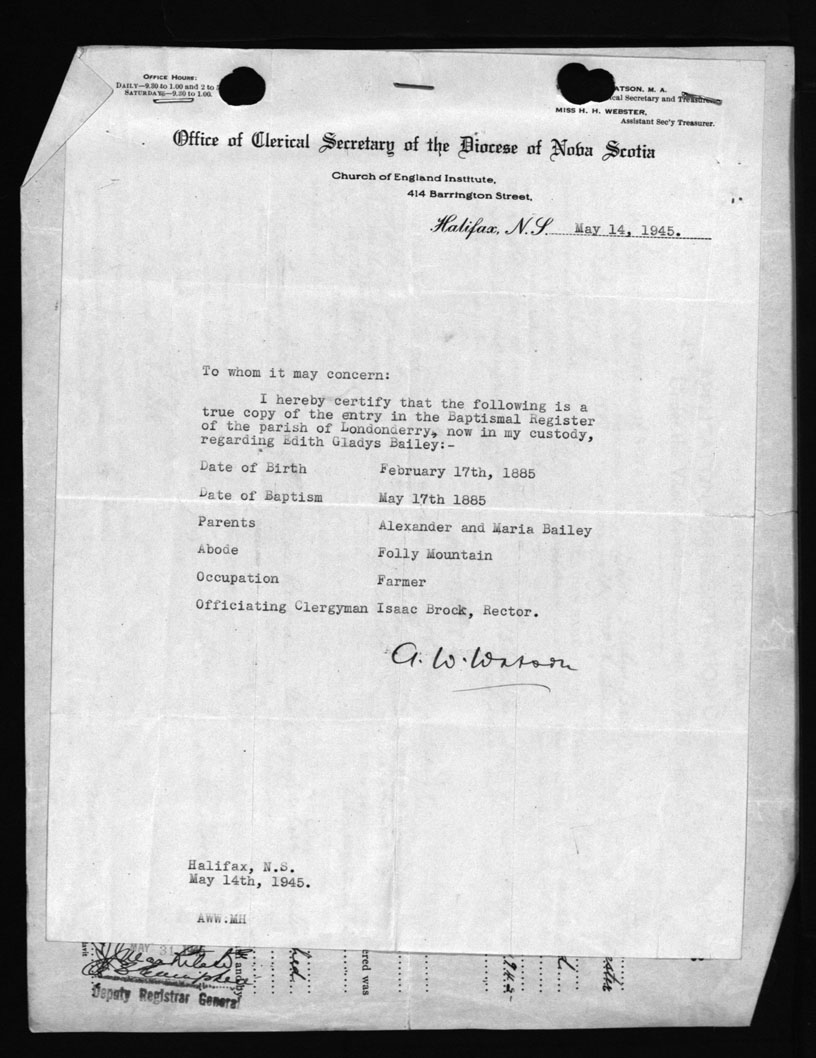 Office Hours:
Daily—9.30 to 1.00 and 2 to
Saturdays—9.30 to 1.00.
ATSON, M. A.
ical Secretary and Treasurer
MISS H. H. WEBSTER,
Assistant Sec'y Treasurer.
Office of Clerical Secretary of the Diocese of Nova Scotia
Church of England Institute,
414 Barrington Street,
Halifax, N.S. May 14, 1945.
To whom it may concern:
I hereby certify that the following is a
true copy of the entry in the Baptismal Register
of the parish of Londonderry, now in my custody,
regarding Edith Gladys Bailey:-
Date of Birth February 17th, 1885
Date of Baptism May 17th 1885
Parents Alexander and Maria Bailey
Abode Folly Mountain
Occupation Farmer
Officiating Clergyman Isaac Brock, Rector.
A. W. Watson
Halifax, N.S.
May 14th, 1945.
AWW:MH
MAY 31
Deputy Registrar General
ered was